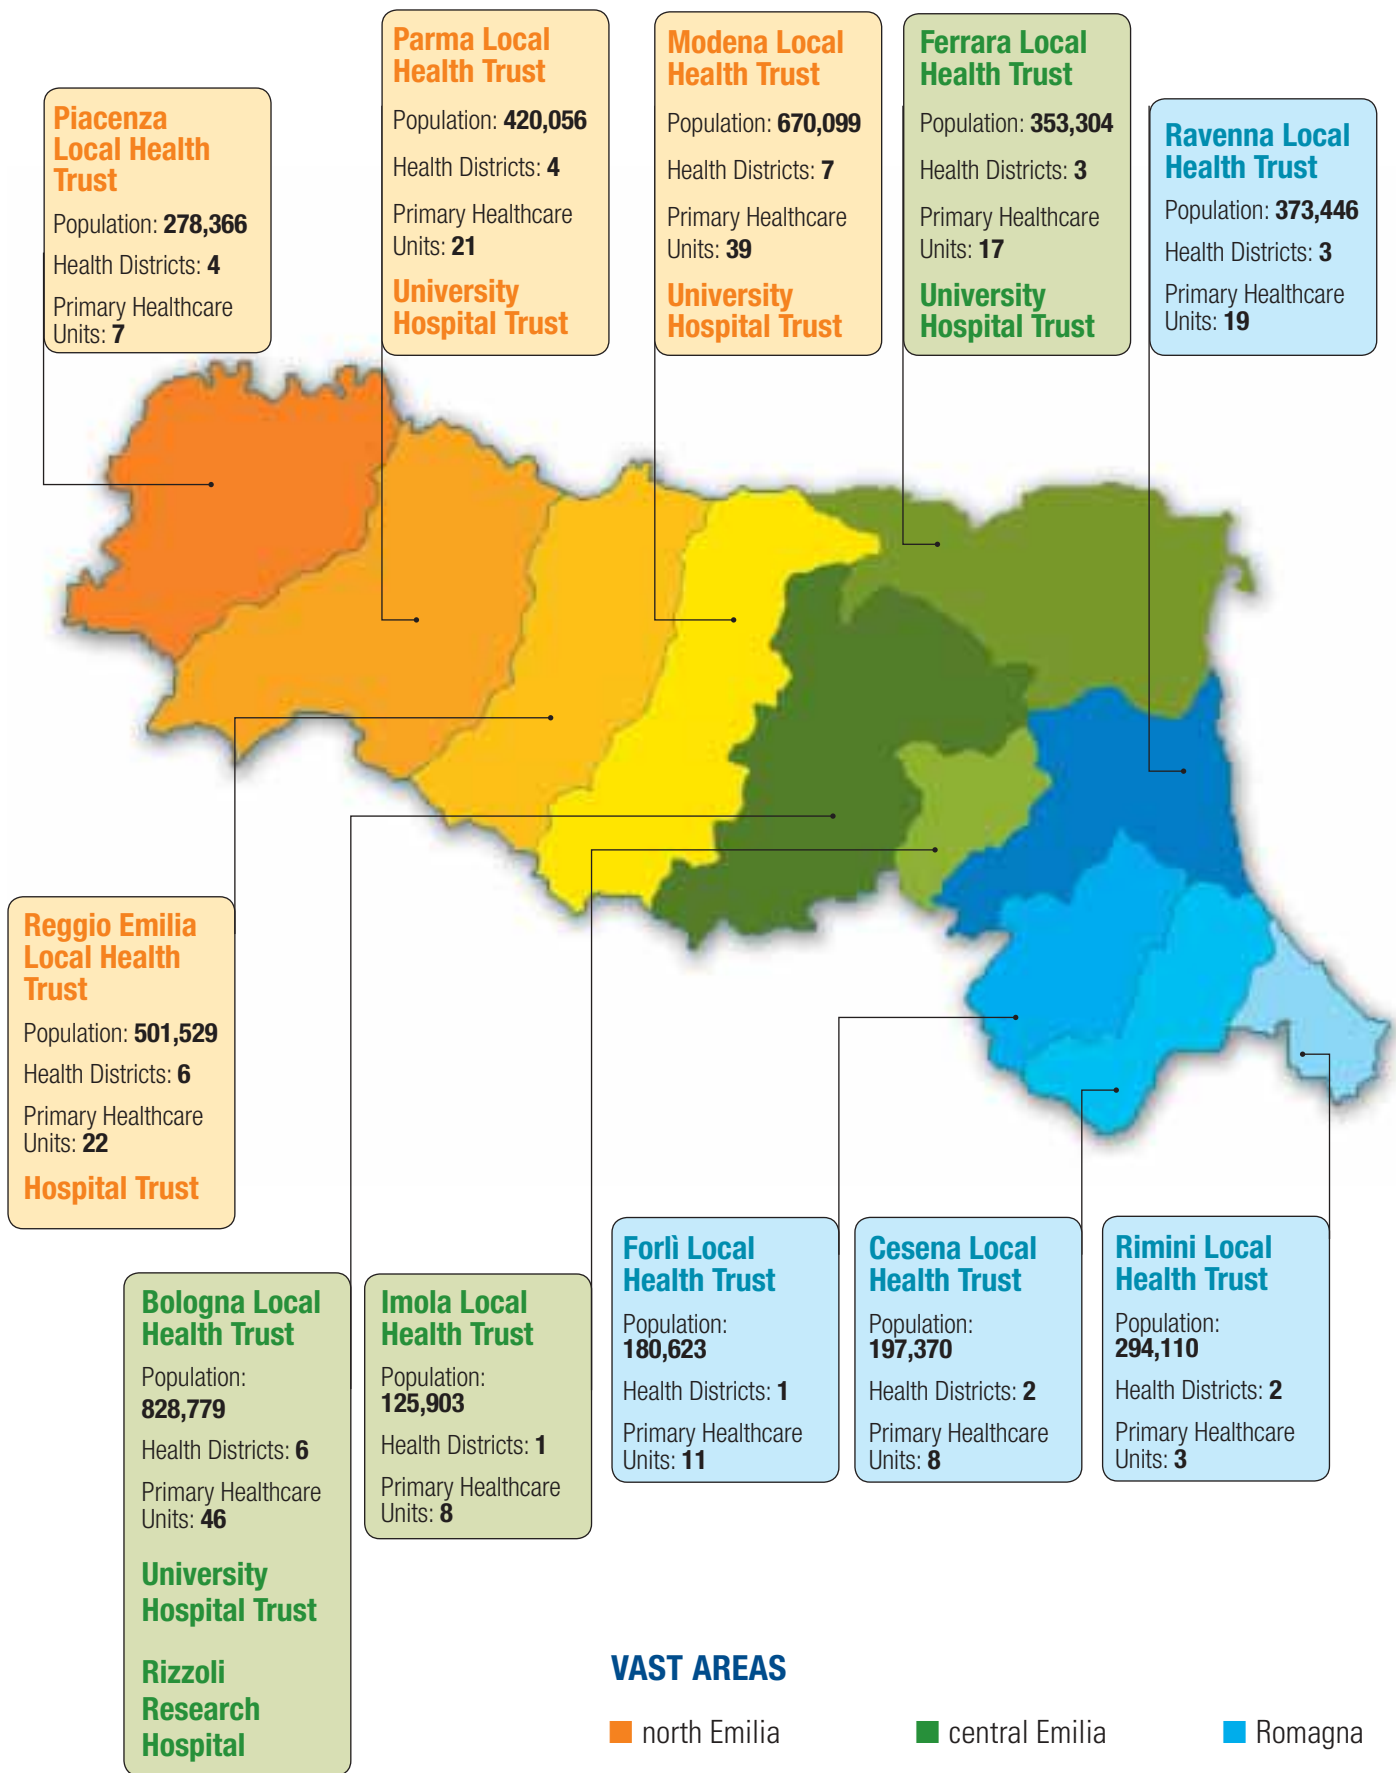 Piacenza
Local Health
Trust
Population: 278,366
Health Districts: 4
Primary Healthcare
Units: 7
Parma Local
Health Trust
Population: 420,056
Health Districts: 4
Primary Healthcare
Units: 21
University
Hospital Trust
Modena Local
Health Trust
Population: 670,099
Health Districts: 7
Primary Healthcare
Units: 39
University
Hospital Trust
Ferrara Local
Health Trust
Population: 353,304
Health Districts: 3
Primary Healthcare
Units: 17
University
Hospital Trust
Ravenna Local
Health Trust
Population: 373,446
Health Districts: 3
Primary Healthcare
Units: 19
Reggio Emilia
Local Health
Trust
Population: 501,529
Health Districts: 6
Primary Healthcare
Units: 22
Hospital Trust
Bologna Local
Health Trust
Population:
828,779
Health Districts: 6
Primary Healthcare
Units: 46
University
Hospital Trust
Rizzoli
Research
Hospital
Imola Local
Health Trust
Population:
125,903
Health Districts: 1
Primary Healthcare
Units: 8
Forlì Local
Health Trust
Population:
180,623
Health Districts: 1
Primary Healthcare
Units: 11
Cesena Local
Health Trust
Population:
197,370
Health Districts: 2
Primary Healthcare
Units: 8
Rimini Local
Health Trust
Population:
294,110
Health Districts: 2
Primary Healthcare
Units: 3
VAST AREAS
north Emilia
central Emilia
Romagna